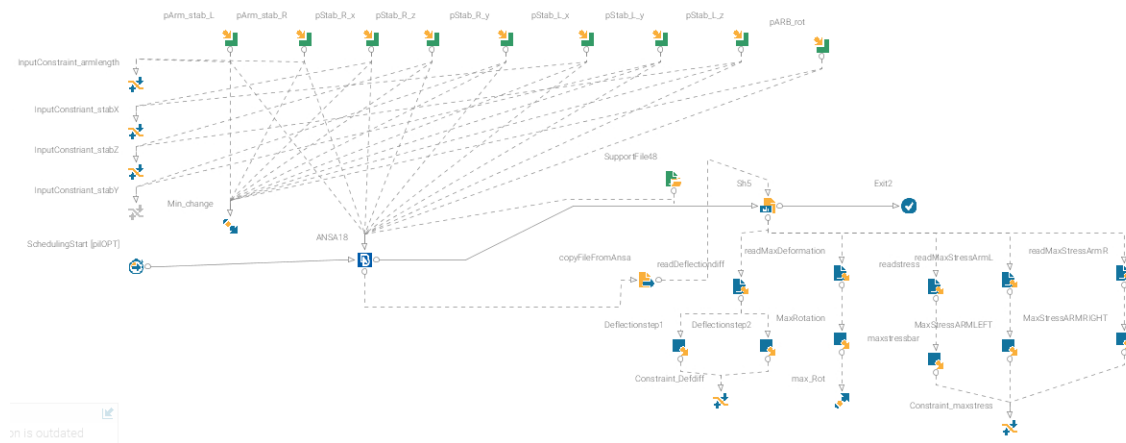 pArm_stab_L
pArm_stab_R
pStab_R_x
pStab_R_z
pStab_R_y
pStab_L_x
pStab_L_y
pStab_L_z
pARB_rot
InputConstraint_armlength
InputConstriant_stabX
InputConstriant_stabZ
InputConstriant_stabY
Min_change
SchedulingStart [pilOPT]
ANSA18
SupportFile48
Sh5
Exit2
copyFileFromAnsa
readDeflectiondiff
readMaxDeformation
readstress
readMaxStressArmL
readMaxStressArmR
Deflectionstep1
Deflectionstep2
MaxRotation
maxstressbar
MaxStressARMLEFT
MaxStressARMRIGHT
Constraint_Defdiff
max_Rot
Constraint_maxstress
on is outdated